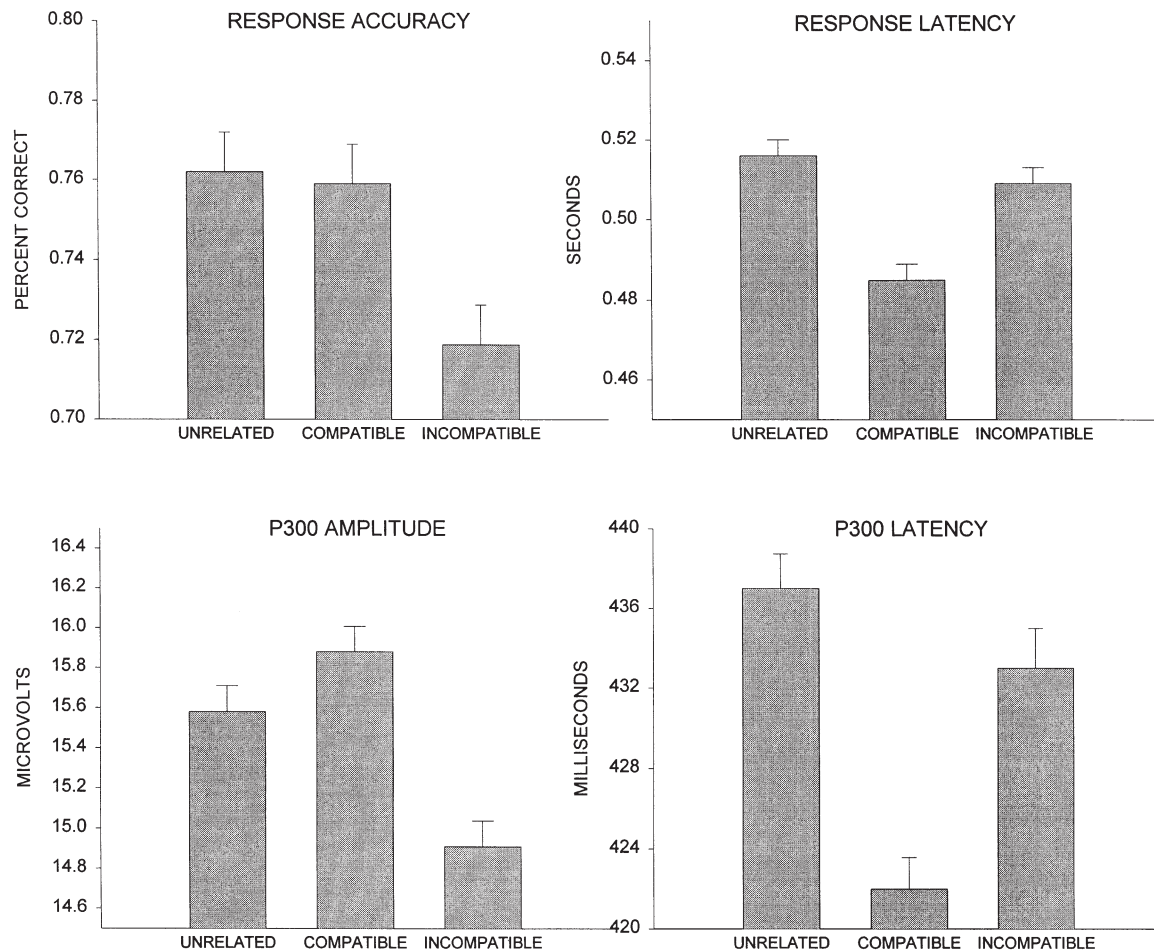 RESPONSE ACCURACY
PERCENT CORRECT
0.80
0.78
0.76
0.74
0.72
0.70
UNRELATED COMPATIBLE INCOMPATIBLE
RESPONSE LATENCY
SECONDS
0.54
0.52
0.50
0.48
0.46
UNRELATED COMPATIBLE INCOMPATIBLE
P300 AMPLITUDE
MICROVOLTS
16.4
16.2
16.0
15.8
15.6
15.4
15.2
15.0
14.8
14.6
UNRELATED COMPATIBLE INCOMPATIBLE
P300 LATENCY
MILLISECONDS
440
436
432
428
424
420
UNRELATED COMPATIBLE INCOMPATIBLE